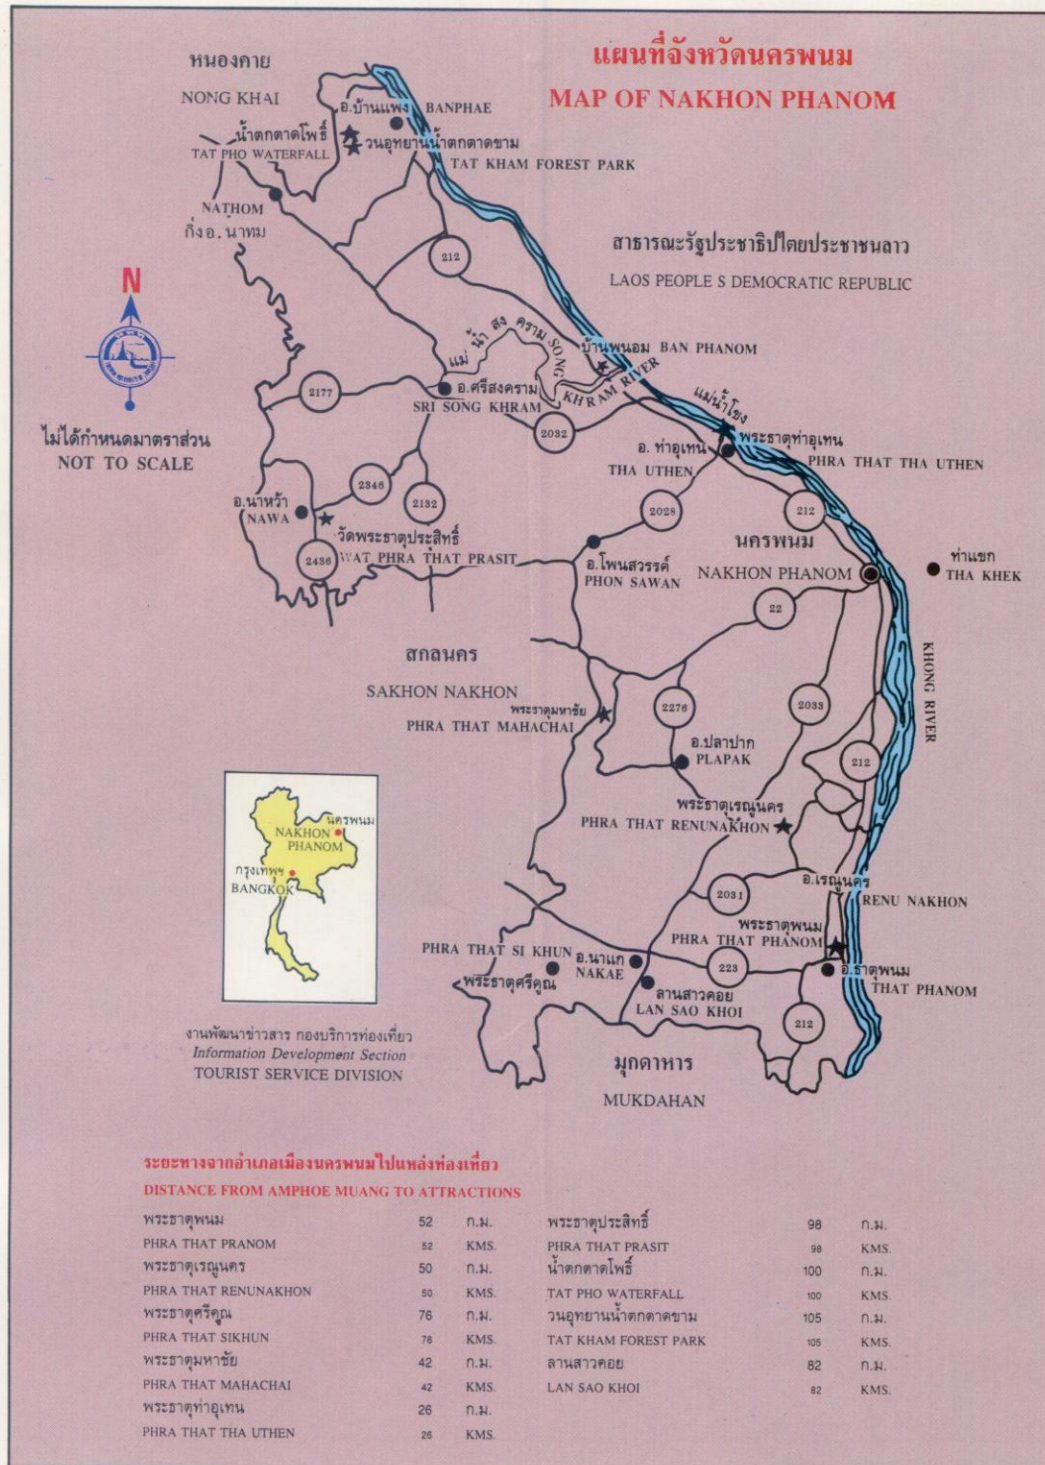 แผนที่จังหวัดนครพนม
MAP OF NAKHON PHANOM
หนองคาย
NONG KHAI
อ.บ้านแพง
BANPHAE
น้ำตกตาดโพธิ์
TAT PHO WATERFALL
วนอุทยานน้ำตกตาดขาม
TAT KHAM FOREST PARK
NATHOM
กิ่งอ. นาทม
212
สาธารณะรัฐประชาธิปไตยประชาชนลาว
LAOS PEOPLE S DEMOCRATIC REPUBLIC
N
ไม่ได้กำหนดมาตราส่วน
NOT TO SCALE
แม่ น้ำ สง คราม
SONG KHRAM RIVER
บ้านพนอม BAN PHANOM
แม่น้ำโขง
2177
อ.ศรีสงคราม
SRI SONG KHRAM
2032
อ. ท่าอุเทน
THA UTHEN
พระธาตุท่าอุเทน
PHRA THAT THA UTHEN
2346
2132
2028
212
อ.นาหว้า
NAWA
วัดพระธาตุประสิทธิ์
WAT PHRA THAT PRASIT
2436
อ.โพนสวรรค์
PHON SAWAN
นครพนม
NAKHON PHANOM
ท่าแขก
THA KHEK
22
สกลนคร
SAKHON NAKHON
พระธาตุมหาชัย
PHRA THAT MAHACHAI
2276
2033
KHONG RIVER
อ.ปลาปาก
PLAPAK
212
พระธาตุเรณูนคร
PHRA THAT RENUNAKHON
นครพนม
NAKHON
PHANOM
กรุงเทพฯ
BANGKOK
2031
อ.เรณูนคร
RENU NAKHON
พระธาตุพนม
PHRA THAT PHANOM
PHRA THAT SI KHUN
พระธาตุศรีคูณ
อ.นาแก
NAKAE
223
อ.ธาตุพนม
THAT PHANOM
ลานสาวคอย
LAN SAO KHOI
212
มุกดาหาร
MUKDAHAN
งานพัฒนาข่าวสาร กองบริการท่องเที่ยว
Information Development Section
TOURIST SERVICE DIVISION
ระยะทางจากอำเภอเมืองนครพนมไปแหล่งท่องเที่ยว
DISTANCE FROM AMPHOE MUANG TO ATTRACTIONS
พระธาตุพนม 52 ก.ม. พระธาตุประสิทธิ์ 98 ก.ม.
PHRA THAT PRANOM 52 KMS. PHRA THAT PRASIT 98 KMS.
พระธาตุเรณูนคร 50 ก.ม. น้ำตกตาดโพธิ์ 100 ก.ม.
PHRA THAT RENUNAKHON 50 KMS. TAT PHO WATERFALL 100 KMS.
พระธาตุศรีคูณ 76 ก.ม. วนอุทยานน้ำตกตาดขาม 105 ก.ม.
PHRA THAT SIKHUN 76 KMS. TAT KHAM FOREST PARK 105 KMS.
พระธาตุมหาชัย 42 ก.ม. ลานสาวคอย 82 ก.ม.
PHRA THAT MAHACHAI 42 KMS. LAN SAO KHOI 82 KMS.
พระธาตุท่าอุเทน 26 ก.ม.
PHRA THAT THA UTHEN 26 KMS.